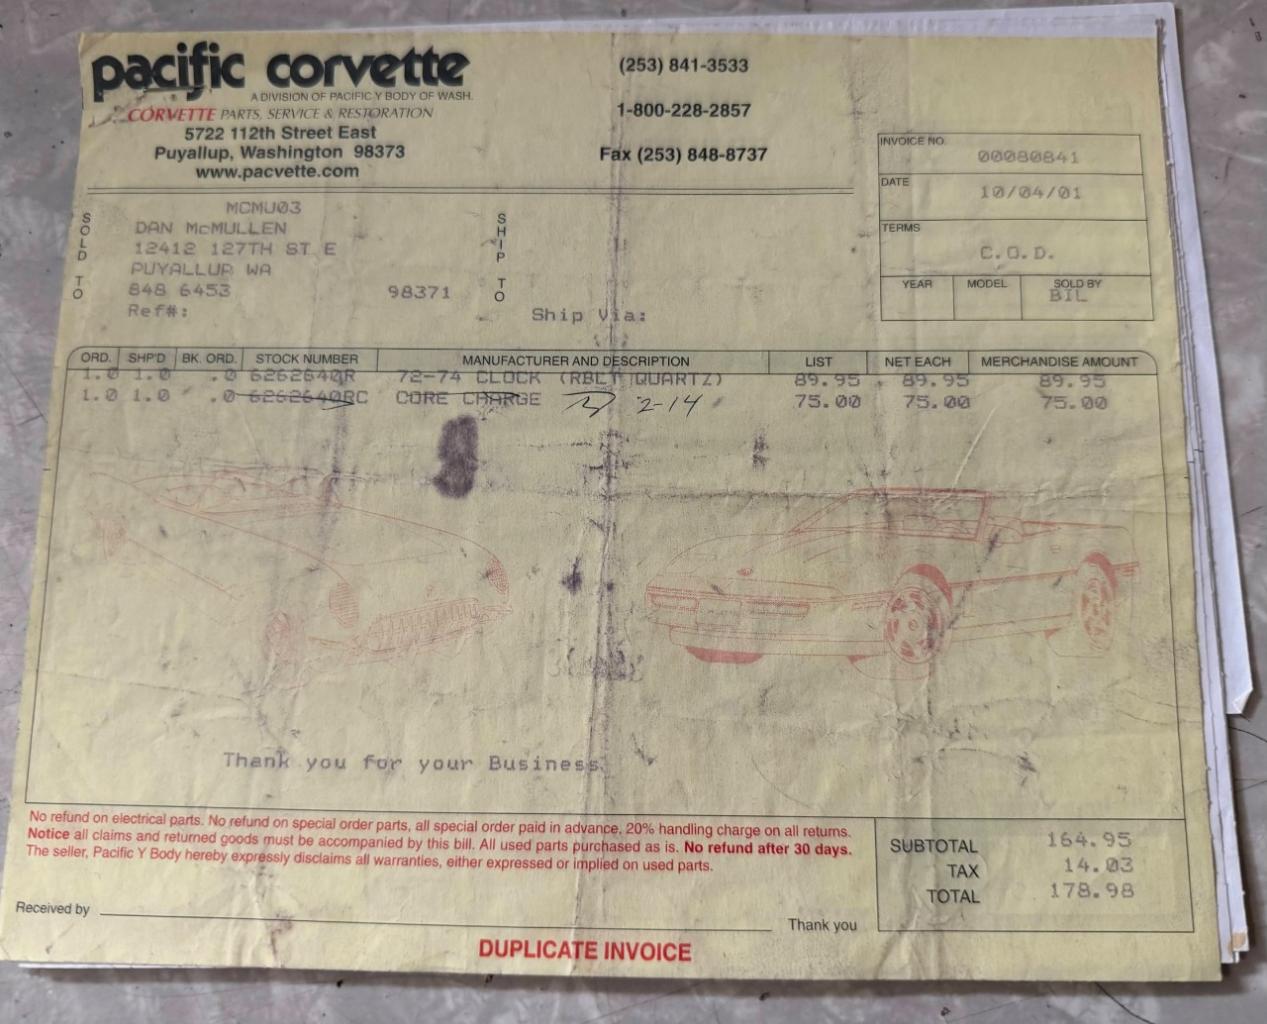 pacific corvette
A DIVISION OF PACIFIC Y BODY OF WASH.
CORVETTE PARTS, SERVICE & RESTORATION
5722 112th Street East
Puyallup, Washington 98373
www.pacvette.com
(253) 841-3533
1-800-228-2857
Fax (253) 848-8737
INVOICE NO. 00080841
DATE 10/04/01
TERMS
C.O.D.
YEAR MODEL SOLD BY
BIL
SOLD TO
MCMU03
DAN McMULLEN
12412 127TH ST E
PUYALLUP WA
848 6453 98371
Ref#:
SHIP TO
Ship Via:
ORD. SHP'D BK. ORD. STOCK NUMBER MANUFACTURER AND DESCRIPTION LIST NET EACH MERCHANDISE AMOUNT
1.0 1.0 .0 6262640R 72-74 CLOCK (RBLT QUARTZ) 89.95 89.95 89.95
1.0 1.0 .0 6262640RC CORE CHARGE 2-14 75.00 75.00 75.00
Thank you for your Business
No refund on electrical parts. No refund on special order parts, all special order paid in advance, 20% handling charge on all returns.
Notice all claims and returned goods must be accompanied by this bill. All used parts purchased as is. No refund after 30 days.
The seller, Pacific Y Body hereby expressly disclaims all warranties, either expressed or implied on used parts.
SUBTOTAL 164.95
TAX 14.03
TOTAL 178.98
Received by
Thank you
DUPLICATE INVOICE